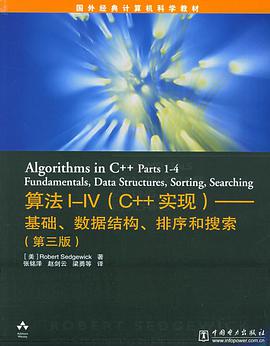 国外经典计算机科学教材
Algorithms in C++ Parts 1-4
Fundamentals, Data Structures, Sorting, Searching
算法Ⅰ-Ⅳ(C++实现)——
基础、数据结构、排序和搜索
(第三版)
[美] Robert Sedgewick 著
张铭泽 赵剑云 梁勇等 译
ROBERT SEDGEWICK
中国电力出版社
www.infopower.com.cn